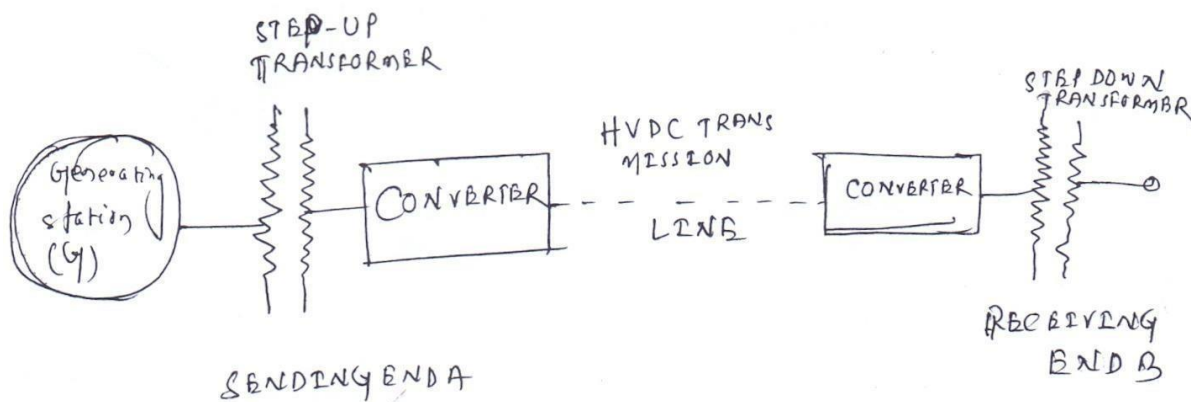 STEP-UP
TRANSFORMER
Generating
station
(G)
CONVERTER
HVDC TRANS
MISSION
LINE
CONVERTER
STEP DOWN
TRANSFORMER
SENDING END A
RECEIVING
END B